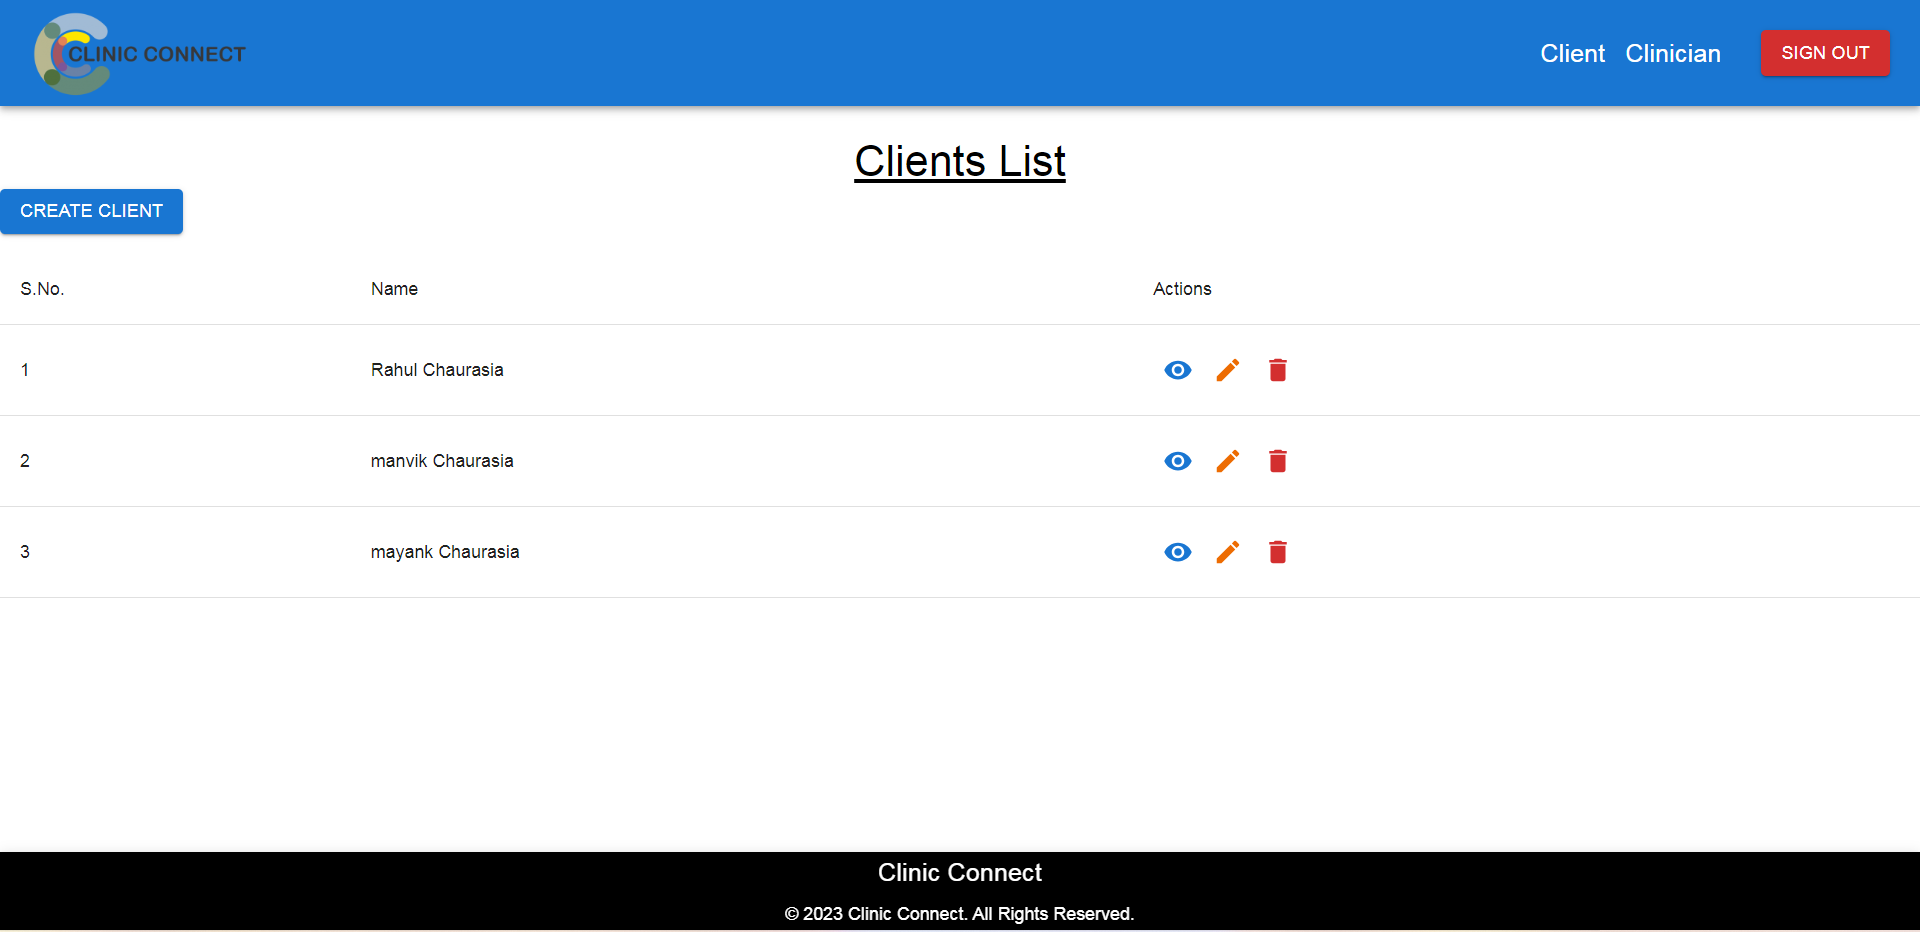 CLINIC CONNECT
Client Clinician SIGN OUT
Clients List
CREATE CLIENT
S.No. Name Actions
1 Rahul Chaurasia
2 manvik Chaurasia
3 mayank Chaurasia
Clinic Connect
© 2023 Clinic Connect. All Rights Reserved.